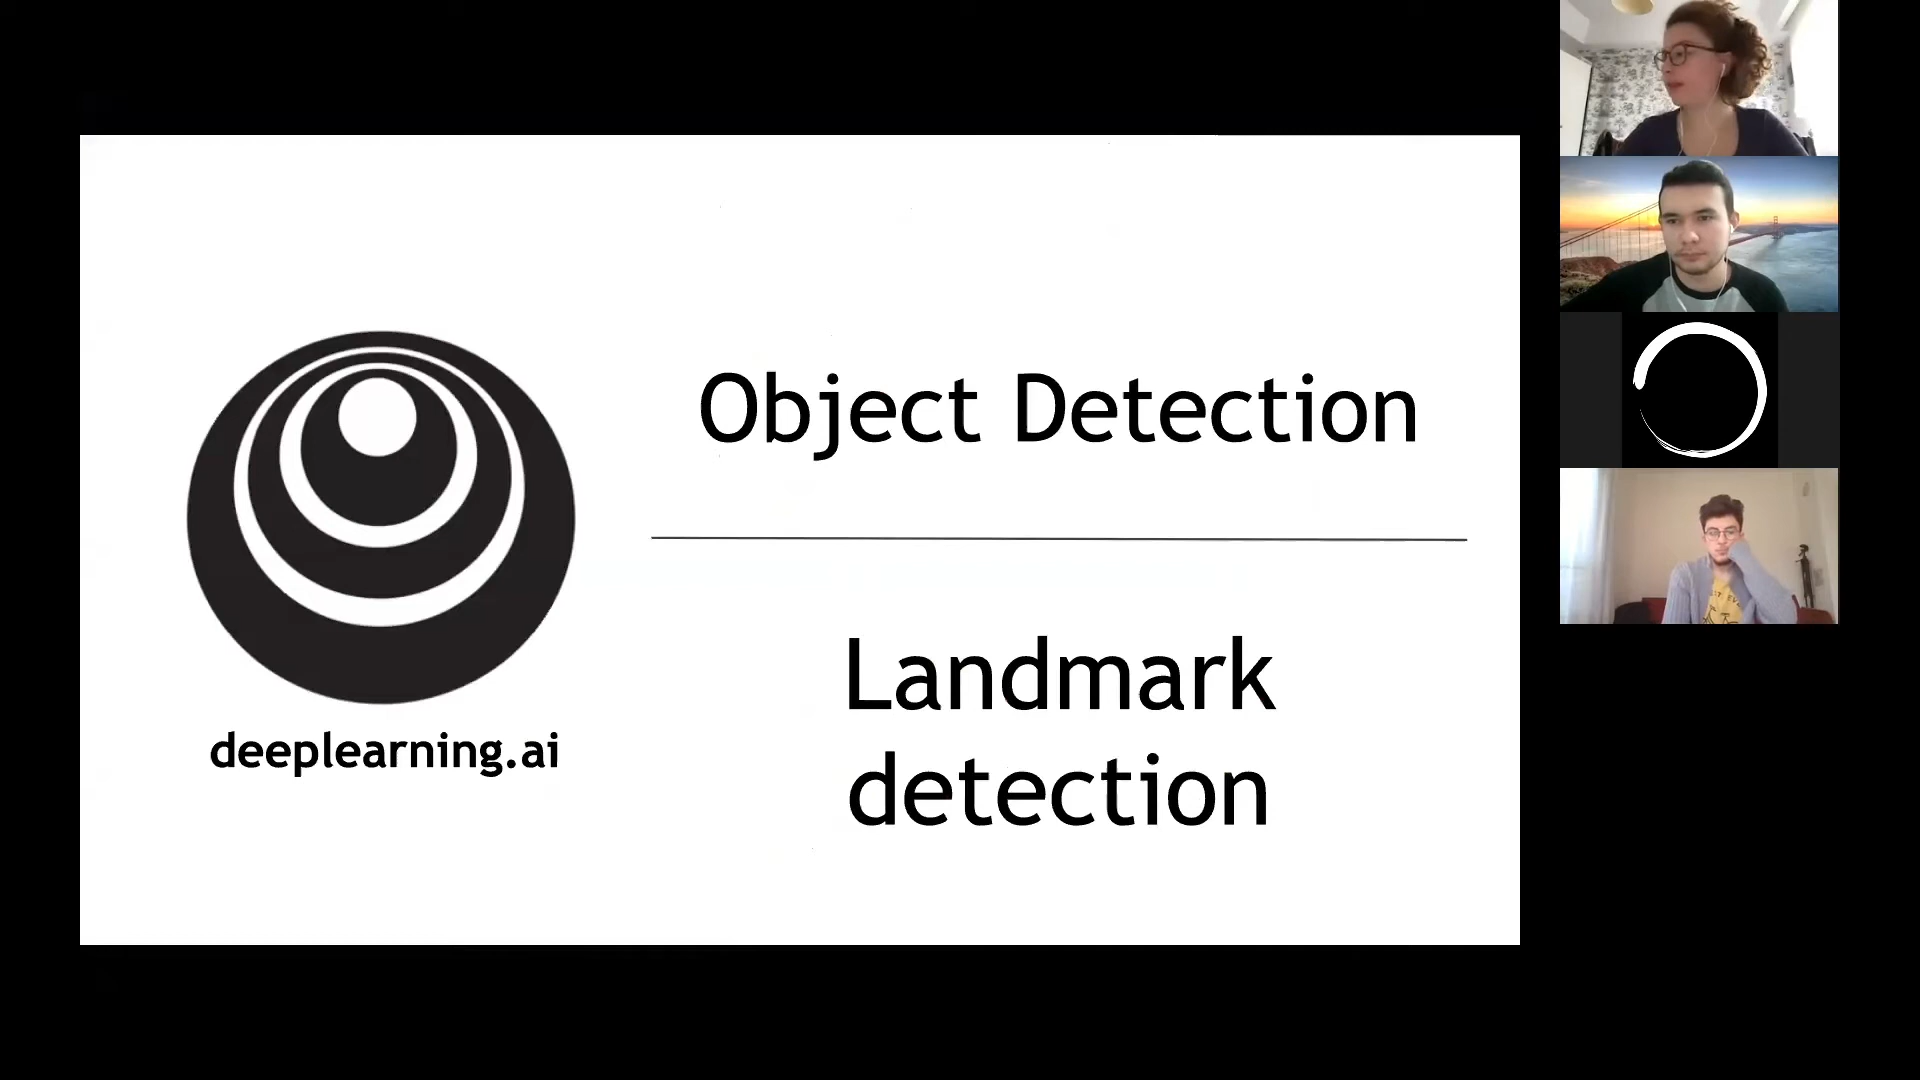 Object Detection
Landmark
detection
deeplearning.ai